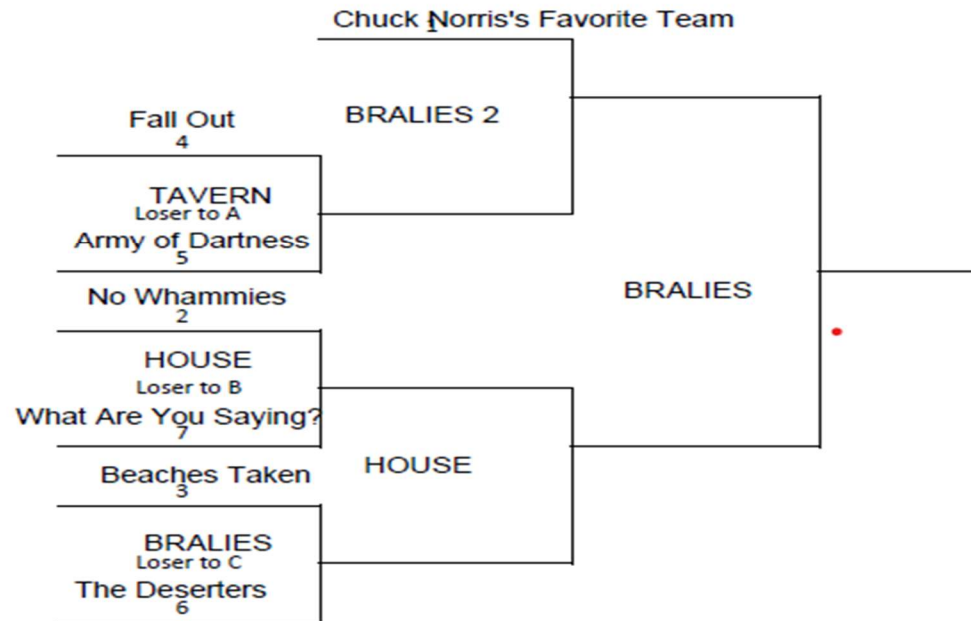 Chuck Norris's Favorite Team
1
BRALIES 2
Fall Out
4
TAVERN
Loser to A
Army of Dartness
5
No Whammies
2
BRALIES
HOUSE
Loser to B
What Are You Saying?
7
HOUSE
Beaches Taken
3
BRALIES
Loser to C
The Deserters
6